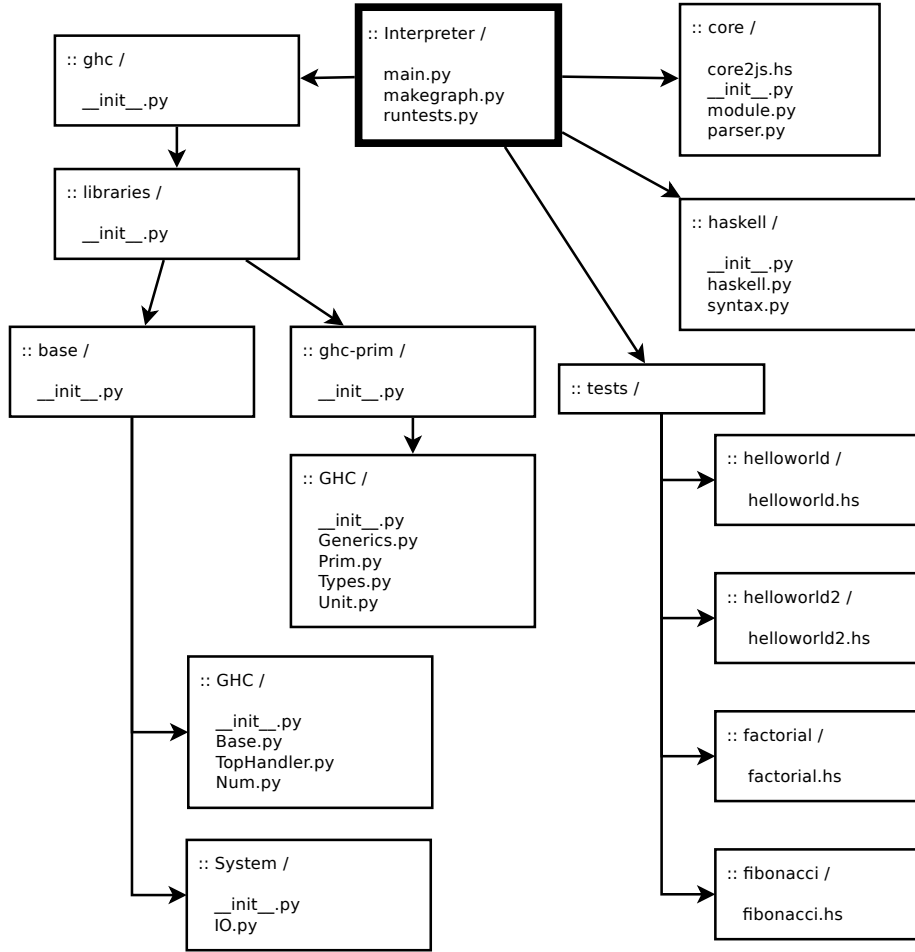 :: Interpreter /
main.py
makegraph.py
runtests.py
:: ghc /
__init__.py
:: libraries /
__init__.py
:: base /
__init__.py
:: ghc-prim /
__init__.py
:: GHC /
__init__.py
Generics.py
Prim.py
Types.py
Unit.py
:: GHC /
__init__.py
Base.py
TopHandler.py
Num.py
:: System /
__init__.py
IO.py
:: core /
core2js.hs
__init__.py
module.py
parser.py
:: haskell /
__init__.py
haskell.py
syntax.py
:: tests /
:: helloworld /
helloworld.hs
:: helloworld2 /
helloworld2.hs
:: factorial /
factorial.hs
:: fibonacci /
fibonacci.hs